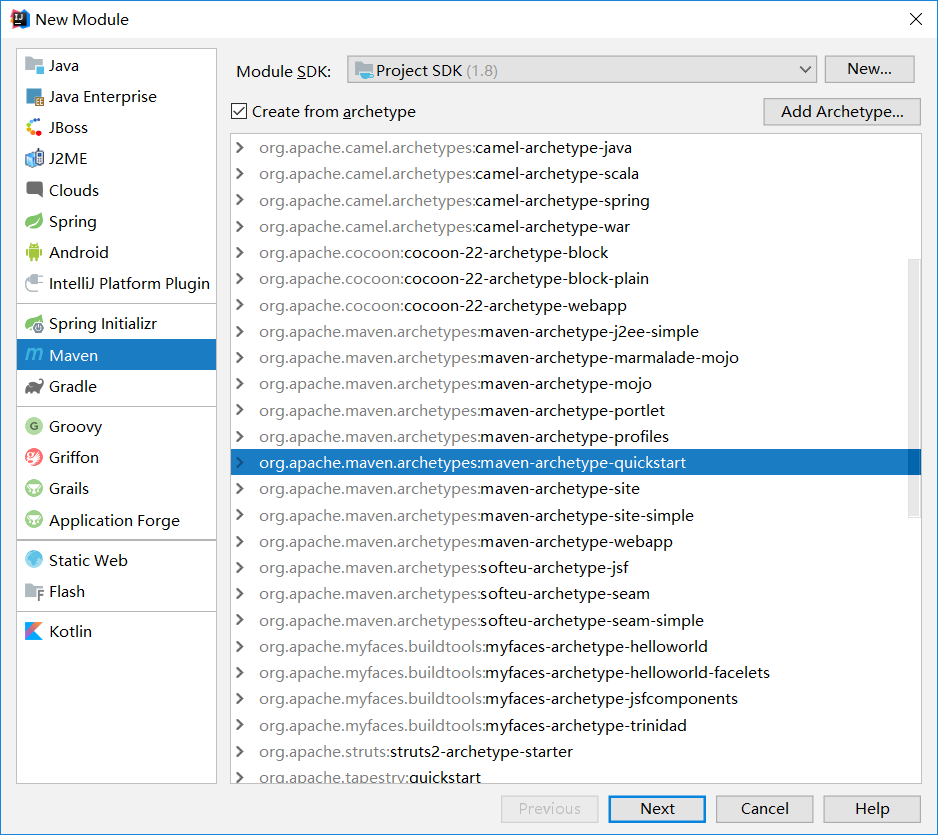 New Module
Java
Java Enterprise
JBoss
J2ME
Clouds
Spring
Android
IntelliJ Platform Plugin
Spring Initializr
Maven
Gradle
Groovy
Griffon
Grails
Application Forge
Static Web
Flash
Kotlin
Module SDK: Project SDK (1.8) New...
Create from archetype Add Archetype...
org.apache.camel.archetypes:camel-archetype-java
org.apache.camel.archetypes:camel-archetype-scala
org.apache.camel.archetypes:camel-archetype-spring
org.apache.camel.archetypes:camel-archetype-war
org.apache.cocoon:cocoon-22-archetype-block
org.apache.cocoon:cocoon-22-archetype-block-plain
org.apache.cocoon:cocoon-22-archetype-webapp
org.apache.maven.archetypes:maven-archetype-j2ee-simple
org.apache.maven.archetypes:maven-archetype-marmalade-mojo
org.apache.maven.archetypes:maven-archetype-mojo
org.apache.maven.archetypes:maven-archetype-portlet
org.apache.maven.archetypes:maven-archetype-profiles
org.apache.maven.archetypes:maven-archetype-quickstart
org.apache.maven.archetypes:maven-archetype-site
org.apache.maven.archetypes:maven-archetype-site-simple
org.apache.maven.archetypes:maven-archetype-webapp
org.apache.maven.archetypes:softeu-archetype-jsf
org.apache.maven.archetypes:softeu-archetype-seam
org.apache.maven.archetypes:softeu-archetype-seam-simple
org.apache.myfaces.buildtools:myfaces-archetype-helloworld
org.apache.myfaces.buildtools:myfaces-archetype-helloworld-facelets
org.apache.myfaces.buildtools:myfaces-archetype-jsfcomponents
org.apache.myfaces.buildtools:myfaces-archetype-trinidad
org.apache.struts:struts2-archetype-starter
org.apache.tapestry:quickstart
Previous Next Cancel Help